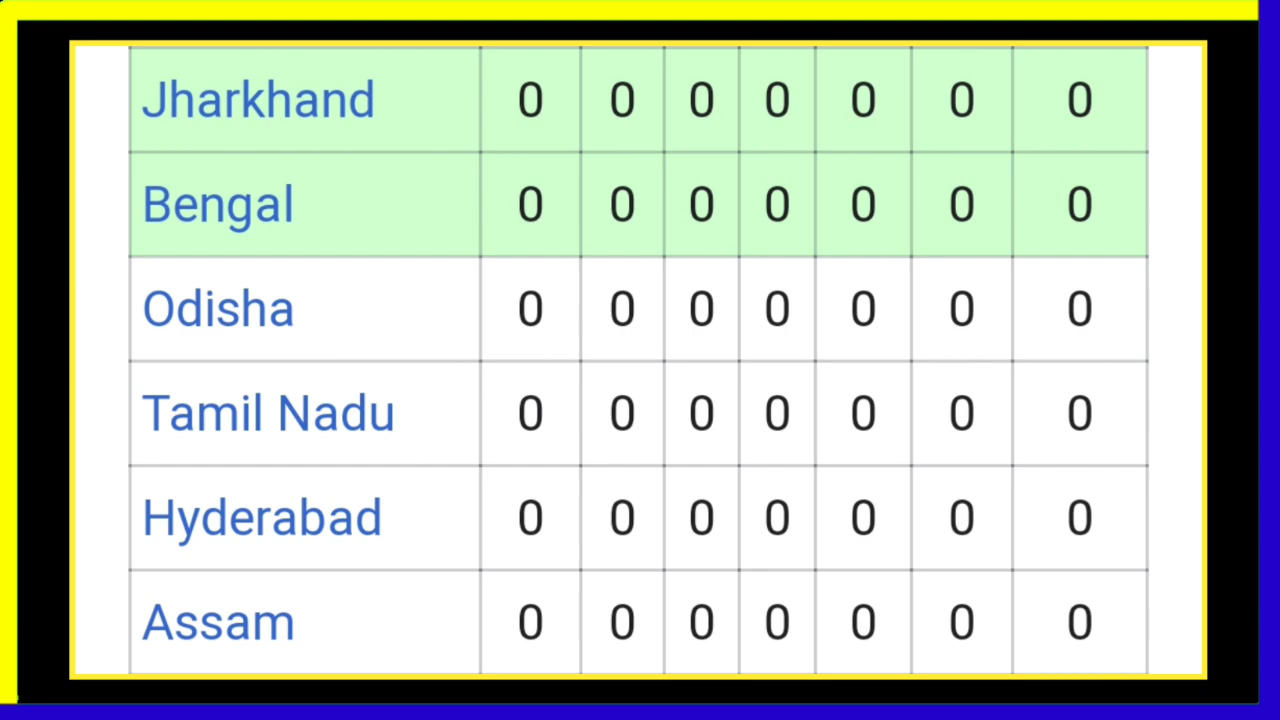 Jharkhand 0 0 0 0 0 0 0
Bengal 0 0 0 0 0 0 0
Odisha 0 0 0 0 0 0 0
Tamil Nadu 0 0 0 0 0 0 0
Hyderabad 0 0 0 0 0 0 0
Assam 0 0 0 0 0 0 0